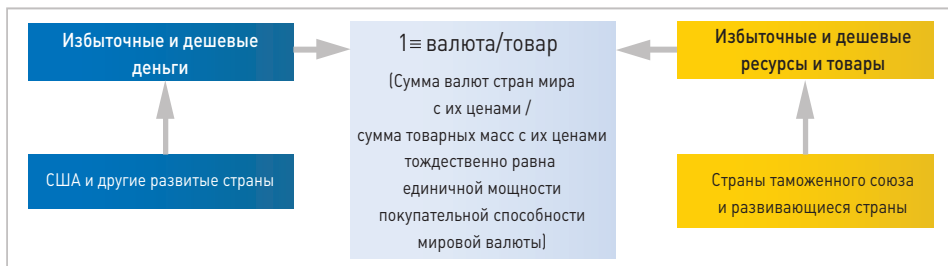 Избыточные и дешевые
деньги
США и другие развитые страны
1≡ валюта/товар
(Сумма валют стран мира
с их ценами /
сумма товарных масс с их ценами
тождественно равна
единичной мощности
покупательной способности
мировой валюты)
Избыточные и дешевые
ресурсы и товары
Страны таможенного союза
и развивающиеся страны